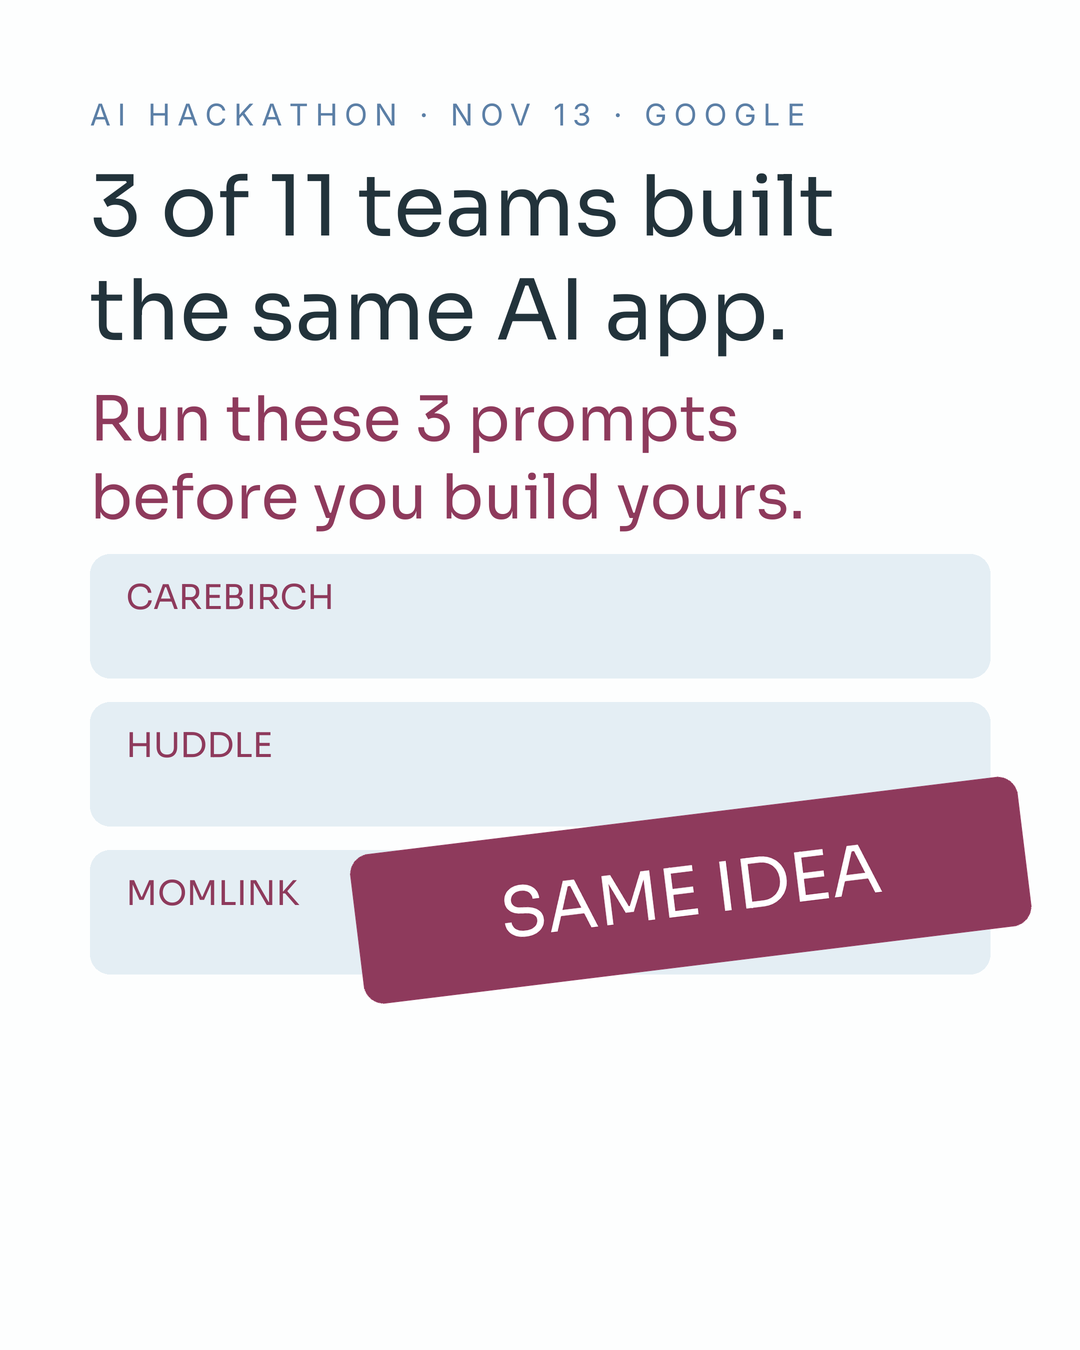 AI HACKATHON · NOV 13 · GOOGLE
3 of 11 teams built
the same AI app.
Run these 3 prompts
before you build yours.
CAREBIRCH
HUDDLE
MOMLINK
SAME IDEA